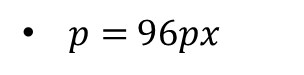 • p = 96px